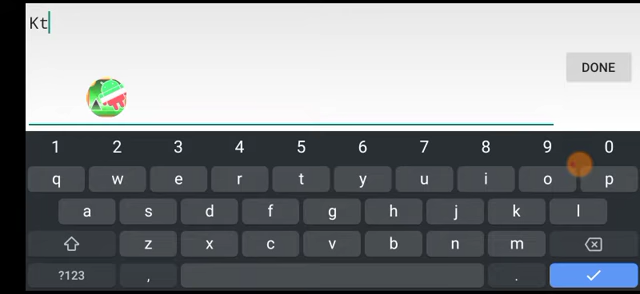 Kt
DONE
1 2 3 4 5 6 7 8 9 0
q w e r t y u i o p
a s d f g h j k l
z x c v b n m
?123 , .